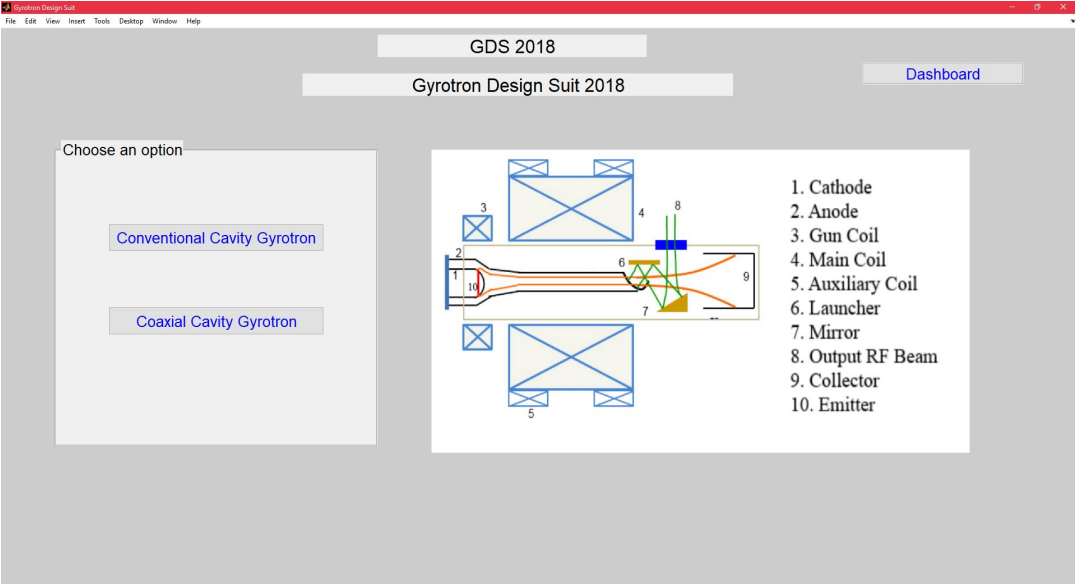 Gyrotron Design Suit
File Edit View Insert Tools Desktop Window Help
GDS 2018
Gyrotron Design Suit 2018
Dashboard
Choose an option
Conventional Cavity Gyrotron
Coaxial Cavity Gyrotron
3
4
8
2
1
10
6
7
9
5
1. Cathode
2. Anode
3. Gun Coil
4. Main Coil
5. Auxiliary Coil
6. Launcher
7. Mirror
8. Output RF Beam
9. Collector
10. Emitter